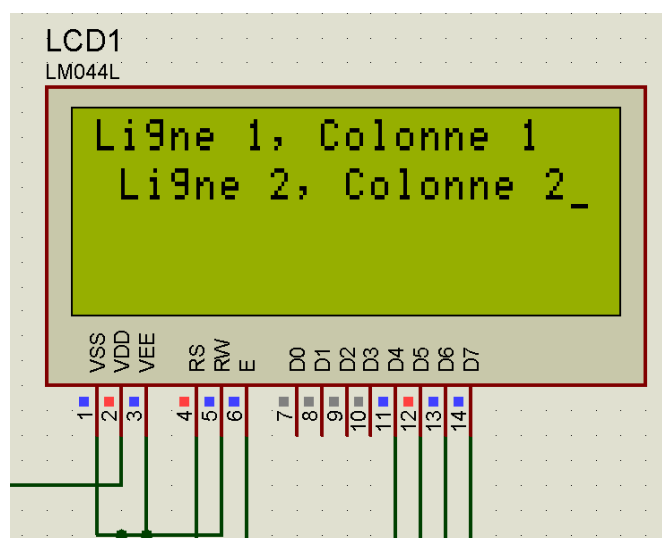 LCD1
LM044L
Ligne 1, Colonne 1
Ligne 2, Colonne 2_
VSS VDD VEE RS RW E D0 D1 D2 D3 D4 D5 D6 D7
1 2 3 4 5 6 7 8 9 10 11 12 13 14